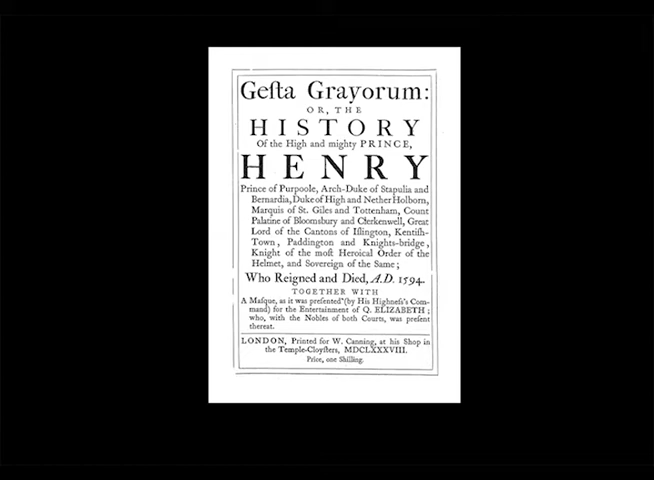 Geſta Grayorum:
OR, THE
HISTORY
Of the High and mighty PRINCE,
HENRY
Prince of Purpoole, Arch-Duke of Stapulia and
Bernardia, Duke of High and Nether Holborn,
Marquis of St. Giles and Tottenham, Count
Palatine of Bloomsbury and Clerkenwell, Great
Lord of the Cantons of Iſlington, Kentiſh-
Town, Paddington and Knights-bridge,
Knight of the moſt Heroical Order of the
Helmet, and Sovereign of the Same;
Who Reigned and Died, A.D. 1594.
TOGETHER WITH
A Maſque, as it was preſented (by His Highneſs's Com-
mand) for the Entertainment of Q. ELIZABETH;
who, with the Nobles of both Courts, was preſent
thereat.
LONDON, Printed for W. Canning, at his Shop in
the Temple-Cloyſters, MDCLXXXVIII.
Price, one Shilling.